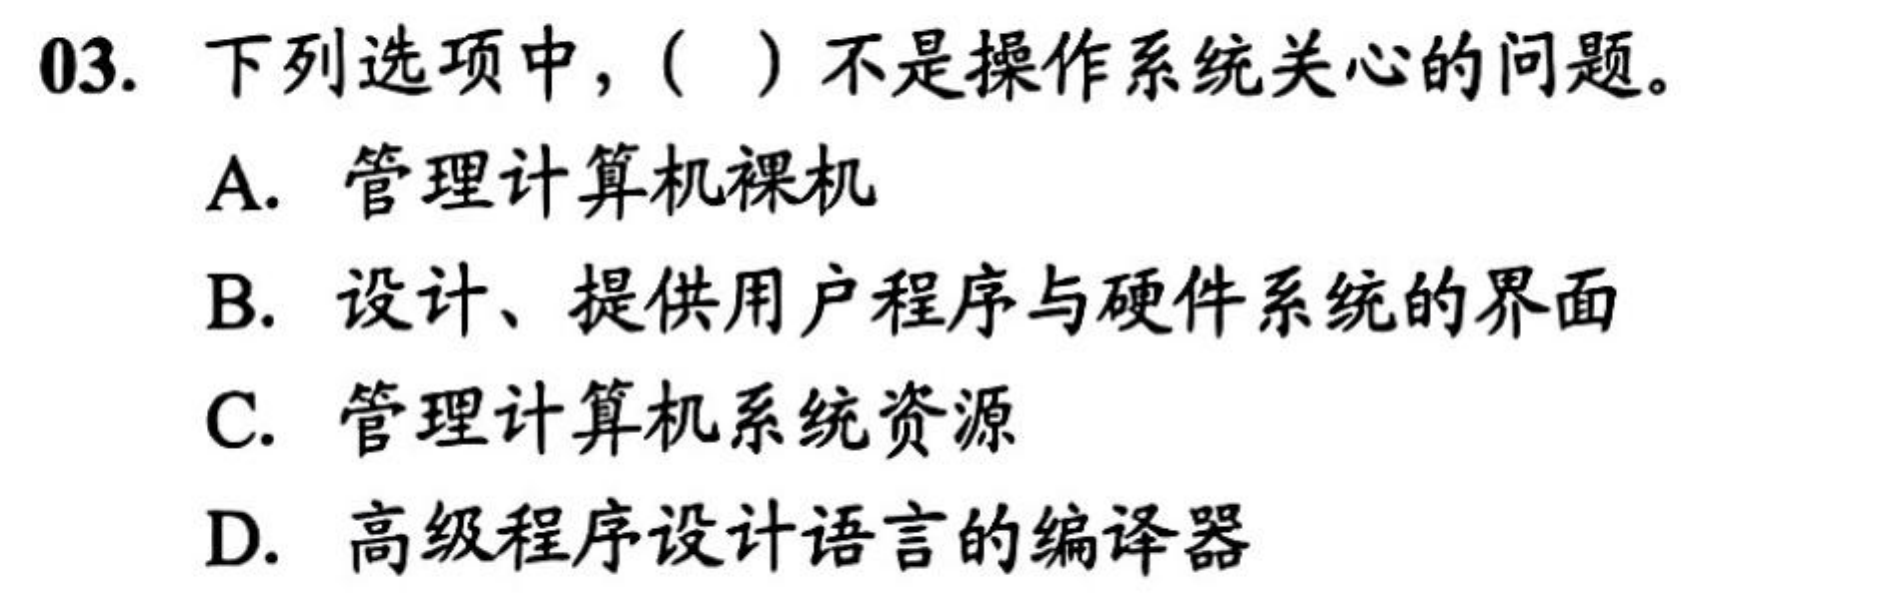 03. 下列选项中，( )不是操作系统关心的问题。
A. 管理计算机裸机
B. 设计、提供用户程序与硬件系统的界面
C. 管理计算机系统资源
D. 高级程序设计语言的编译器